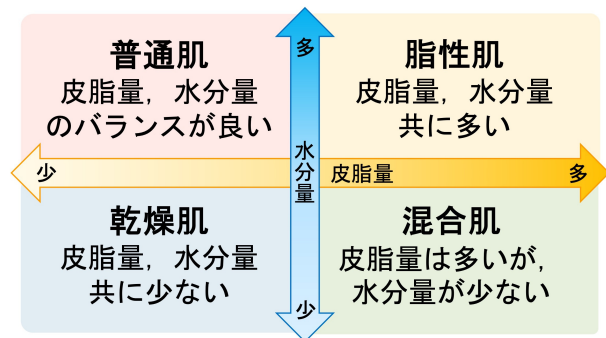 普通肌
皮脂量，水分量
のバランスが良い
多
脂性肌
皮脂量，水分量
共に多い
少
水分量
皮脂量
多
乾燥肌
皮脂量，水分量
共に少ない
少
混合肌
皮脂量は多いが，
水分量が少ない